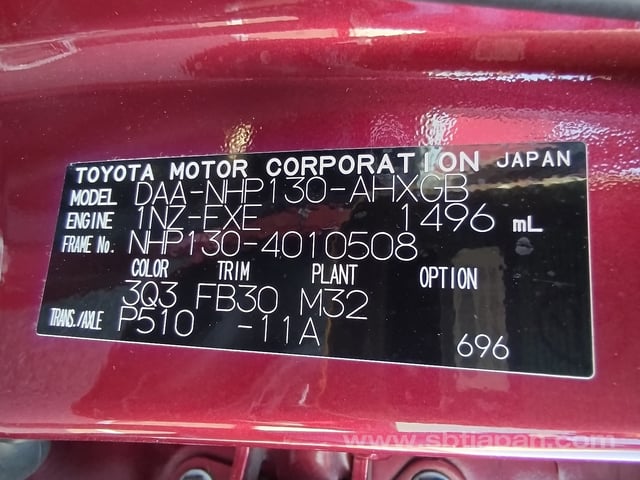 TOYOTA MOTOR CORPORATION JAPAN
MODEL DAA-NHP130-AHXGB
ENGINE 1NZ-EXE 1496 mL
FRAME No. NHP130-4010508
COLOR TRIM PLANT OPTION
3Q3 FB30 M32
TRANS./AXLE P510 -11A
696
www.sbtjapan.com